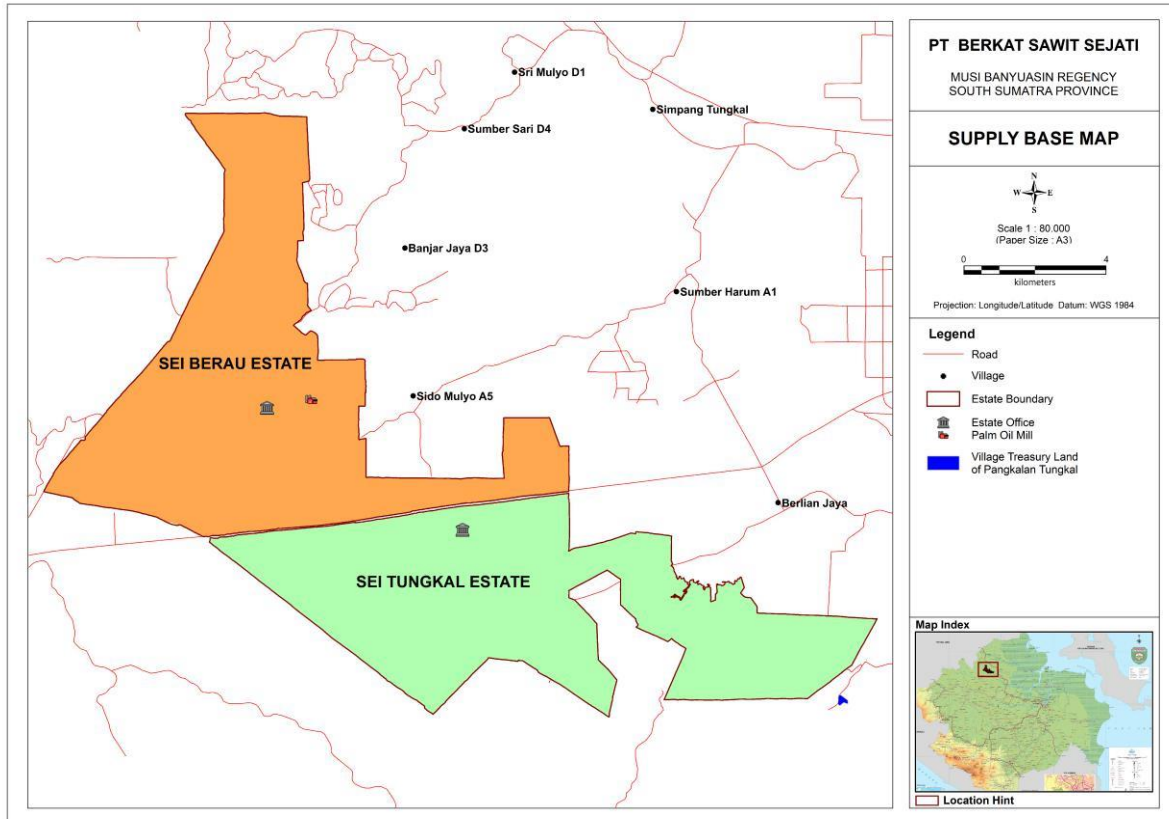 Sri Mulyo D1
Simpang Tungkal
Sumber Sari D4
Banjar Jaya D3
Sumber Harum A1
SEI BERAU ESTATE
Sido Mulyo A5
Berlian Jaya
SEI TUNGKAL ESTATE
PT BERKAT SAWIT SEJATI
MUSI BANYUASIN REGENCY
SOUTH SUMATRA PROVINCE
SUPPLY BASE MAP
N
W E
S
Scale 1 : 80.000
(Paper Size : A3)
0 4
kilometers
Projection: Longitude/Latitude Datum: WGS 1984
Legend
Road
Village
Estate Boundary
Estate Office
Palm Oil Mill
Village Treasury Land
of Pangkalan Tungkal
Map Index
Location Hint